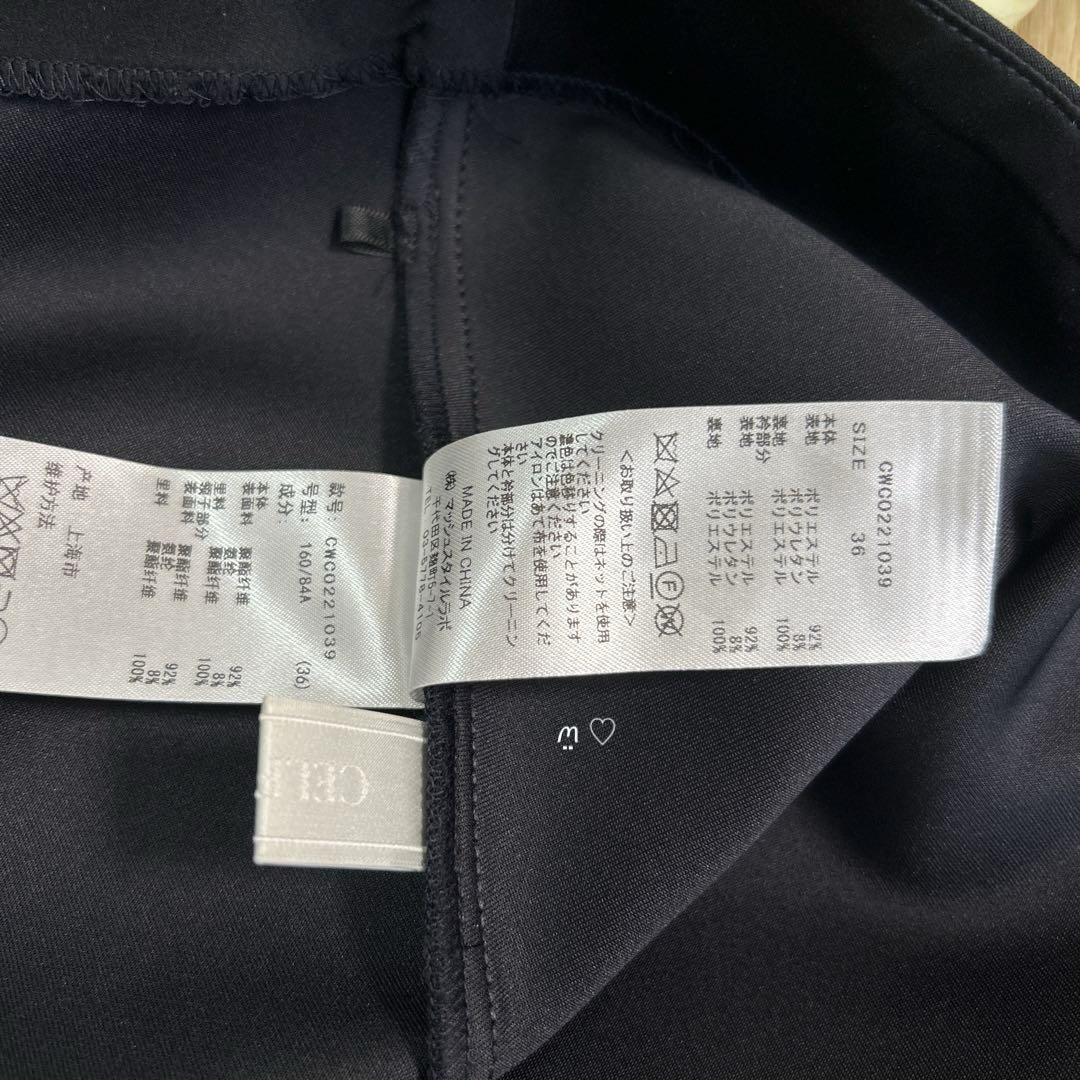 CWCO221039
SIZE 36
本体
表地 ポリエステル 92%
ポリウレタン 8%
裏地 ポリエステル 100%
衿部分
表地 ポリエステル 92%
ポリウレタン 8%
裏地 ポリエステル 100%
<お取り扱い上のご注意>
クリーニングの際はネットを使用
してください
濃色は色移りすることがあります
のでご注意ください
アイロンはあて布を使用してくだ
さい
本体と衿部分は分けてクリーニン
グしてください
MADE IN CHINA
(株)マッシュスタイルラボ
千代田区麹町5-7-1
款号: CWCO221039
号型: 160/84A (36)
成分:
本体
表面料 聚酯纤维 92%
氨纶 8%
里料 聚酯纤维 100%
领子部分
表面料 聚酯纤维 92%
氨纶 8%
里料 聚酯纤维 100%
产地 上海市
维护方法